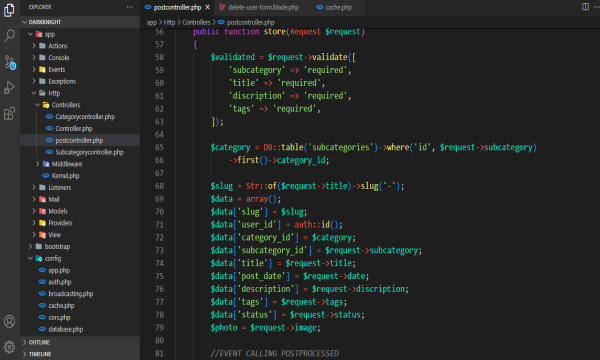 EXPLORER
DARKKNIGHT
app
Actions
Console
Events
Exceptions
Http
Controllers
Categorycontroller.php
Controller.php
postcontroller.php
Subcategorycontroller.php
Middleware
Kernel.php
Listeners
Mail
Models
Providers
View
bootstrap
config
app.php
auth.php
broadcasting.php
cache.php
cors.php
database.php
OUTLINE
TIMELINE
postcontroller.php
delete-user-form.blade.php
cache.php
app > Http > Controllers > postcontroller.php
56 public function store(Request $request)
57 {
58 $validated = $request->validate([
59 'subcategory' => 'required',
60 'title' => 'required',
61 'discription' => 'required',
62 'tags' => 'required',
63 ]);
64
65 $category = DB::table('subcategories')->where('id', $request->subcategory)
66 ->first()->category_id;
67
68 $slug = Str::of($request->title)->slug('-');
69 $data = array();
70 $data['slug'] = $slug;
71 $data['user_id'] = auth::id();
72 $data['category_id'] = $category;
73 $data['subcategory_id'] = $request->subcategory;
74 $data['title'] = $request->title;
75 $data['post_date'] = $request->date;
76 $data['description'] = $request->discription;
77 $data['tags'] = $request->tags;
78 $data['status'] = $request->status;
79 $photo = $request->image;
80
81 //EVENT CALLING POSTPROCESSED